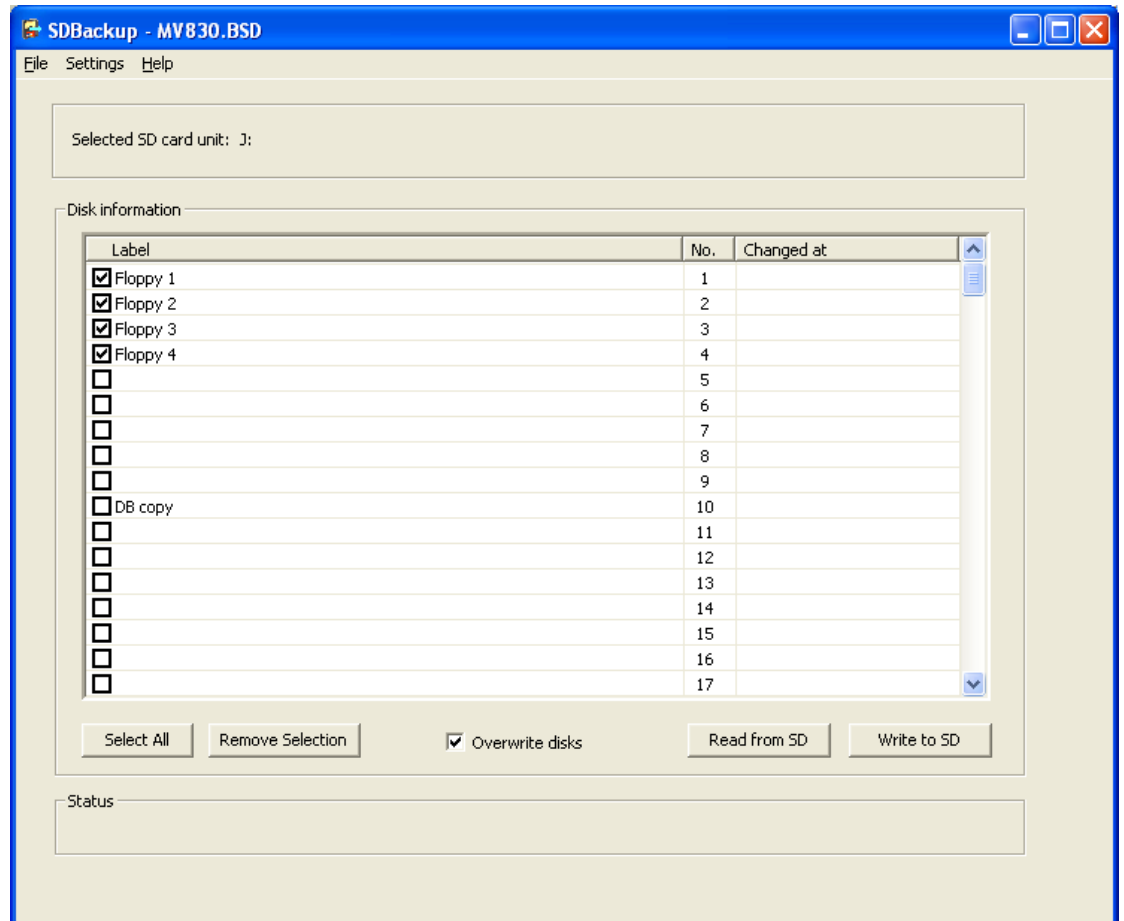 SDBackup - MV830.BSD
File Settings Help
Selected SD card unit: J:
Disk information
Label No. Changed at
Floppy 1 1
Floppy 2 2
Floppy 3 3
Floppy 4 4
5
6
7
8
9
DB copy 10
11
12
13
14
15
16
17
Select All Remove Selection Overwrite disks Read from SD Write to SD
Status